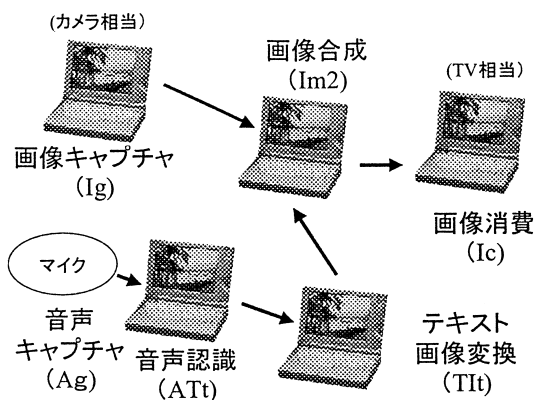 (カメラ相当)
画像キャプチャ
(Ig)
画像合成
(Im2)
(TV相当)
画像消費
(Ic)
マイク
音声
キャプチャ
(Ag)
音声認識
(ATt)
テキスト
画像変換
(TIt)